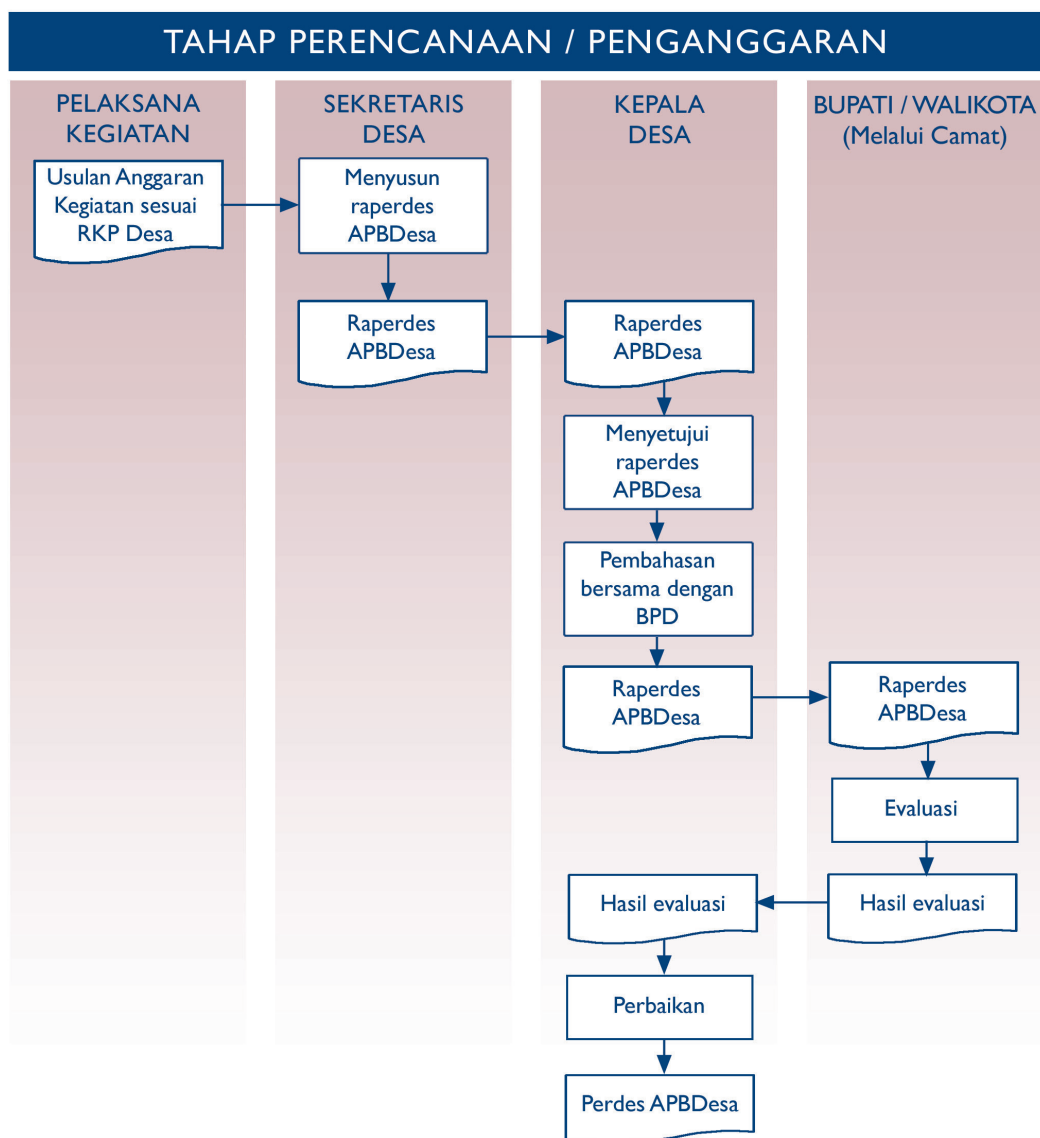 TAHAP PERENCANAAN / PENGANGGARAN
PELAKSANA
KEGIATAN
SEKRETARIS
DESA
KEPALA
DESA
BUPATI / WALIKOTA
(Melalui Camat)
Usulan Anggaran
Kegiatan sesuai
RKP Desa
Menyusun
raperdes
APBDesa
Raperdes
APBDesa
Raperdes
APBDesa
Menyetujui
raperdes
APBDesa
Pembahasan
bersama dengan
BPD
Raperdes
APBDesa
Raperdes
APBDesa
Evaluasi
Hasil evaluasi
Hasil evaluasi
Perbaikan
Perdes APBDesa